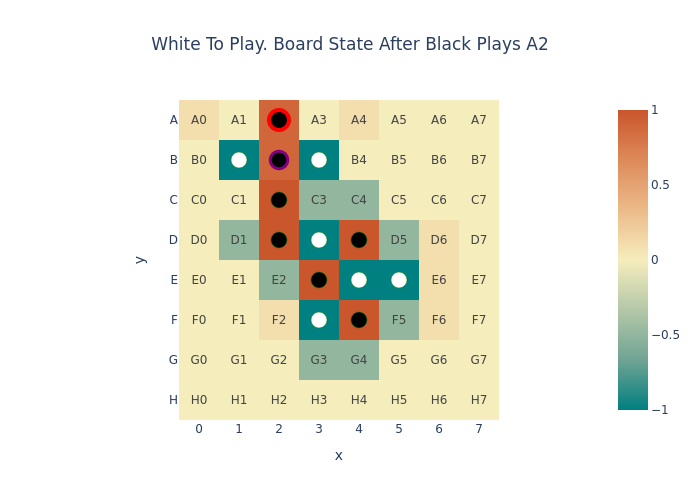 White To Play. Board State After Black Plays A2
A A0 A1 A3 A4 A5 A6 A7
B B0 B4 B5 B6 B7
C C0 C1 C3 C4 C5 C6 C7
D D0 D1 D5 D6 D7
E E0 E1 E2 E6 E7
F F0 F1 F2 F5 F6 F7
G G0 G1 G2 G3 G4 G5 G6 G7
H H0 H1 H2 H3 H4 H5 H6 H7
0 1 2 3 4 5 6 7
x
y
1
0.5
0
−0.5
−1